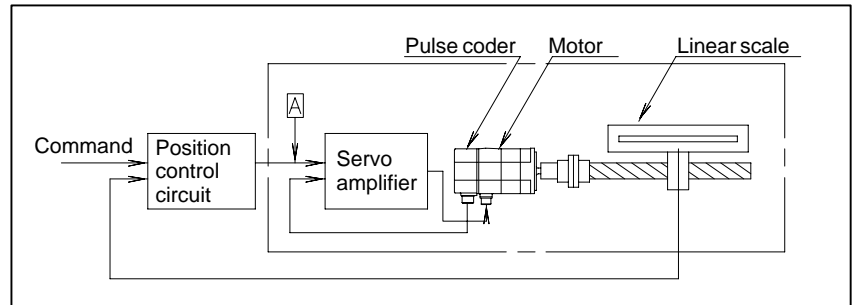 Pulse coder
Motor
Linear scale
A
Command
Position
control
circuit
Servo
amplifier